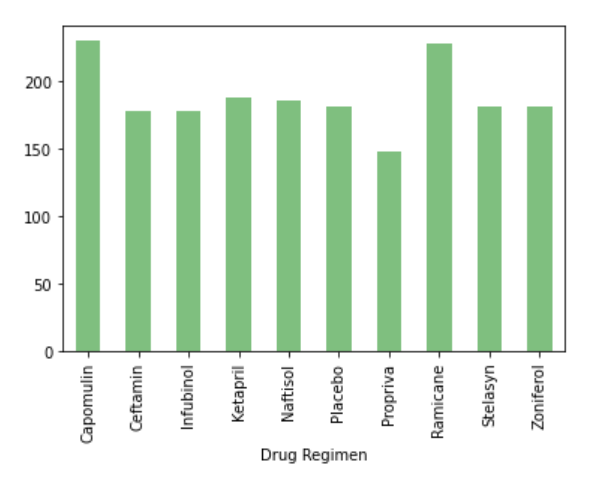 200
150
100
50
0
Capomulin
Ceftamin
Infubinol
Ketapril
Naftisol
Placebo
Propriva
Ramicane
Stelasyn
Zoniferol
Drug Regimen